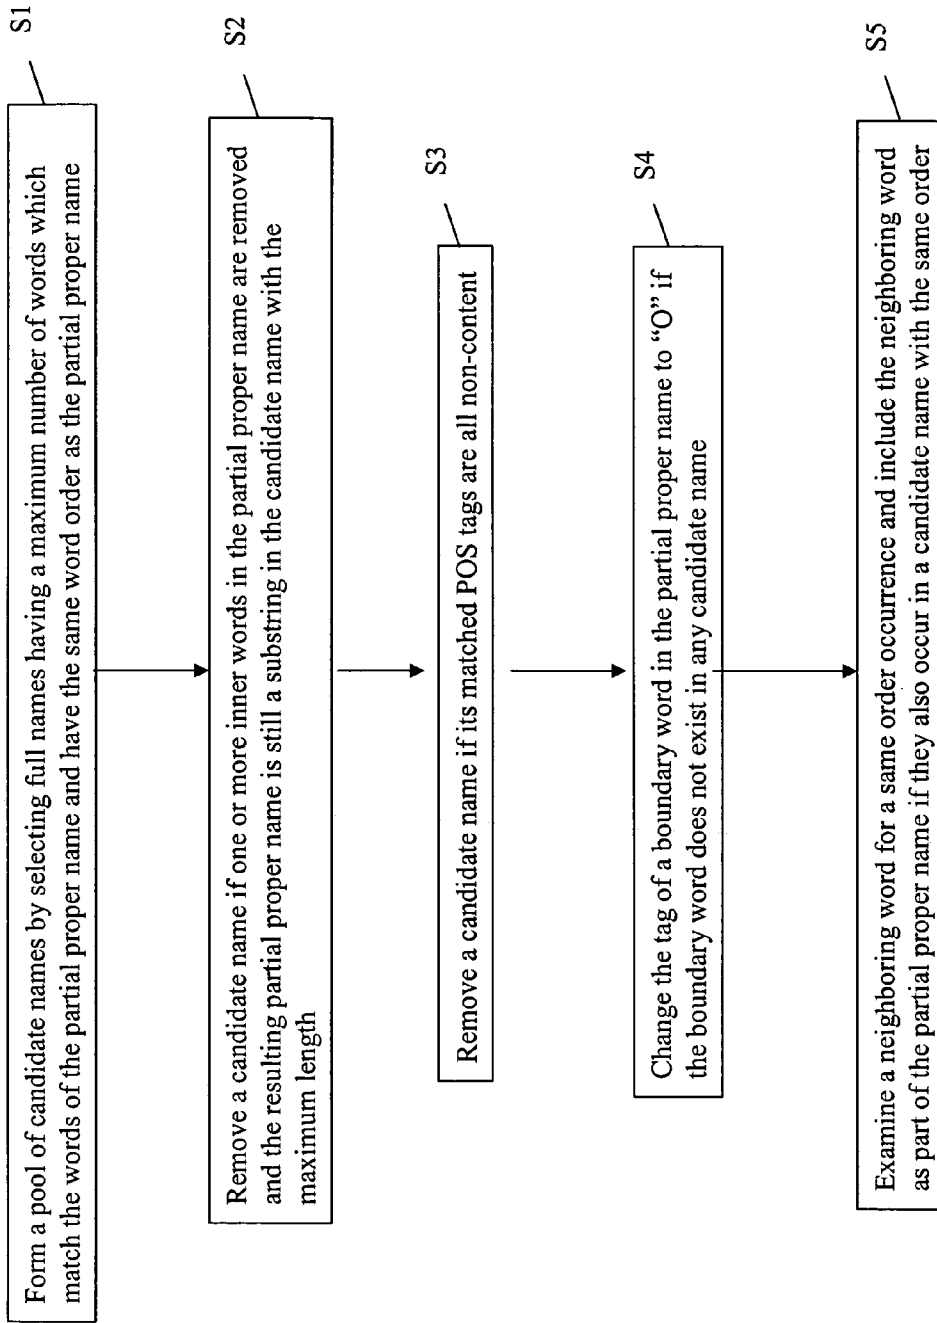 S1
Form a pool of candidate names by selecting full names having a maximum number of words which
match the words of the partial proper name and have the same word order as the partial proper name
S2
Remove a candidate name if one or more inner words in the partial proper name are removed
and the resulting partial proper name is still a substring in the candidate name with the
maximum length
S3
Remove a candidate name if its matched POS tags are all non-content
S4
Change the tag of a boundary word in the partial proper name to “O” if
the boundary word does not exist in any candidate name
S5
Examine a neighboring word for a same order occurrence and include the neighboring word
as part of the partial proper name if they also occur in a candidate name with the same order